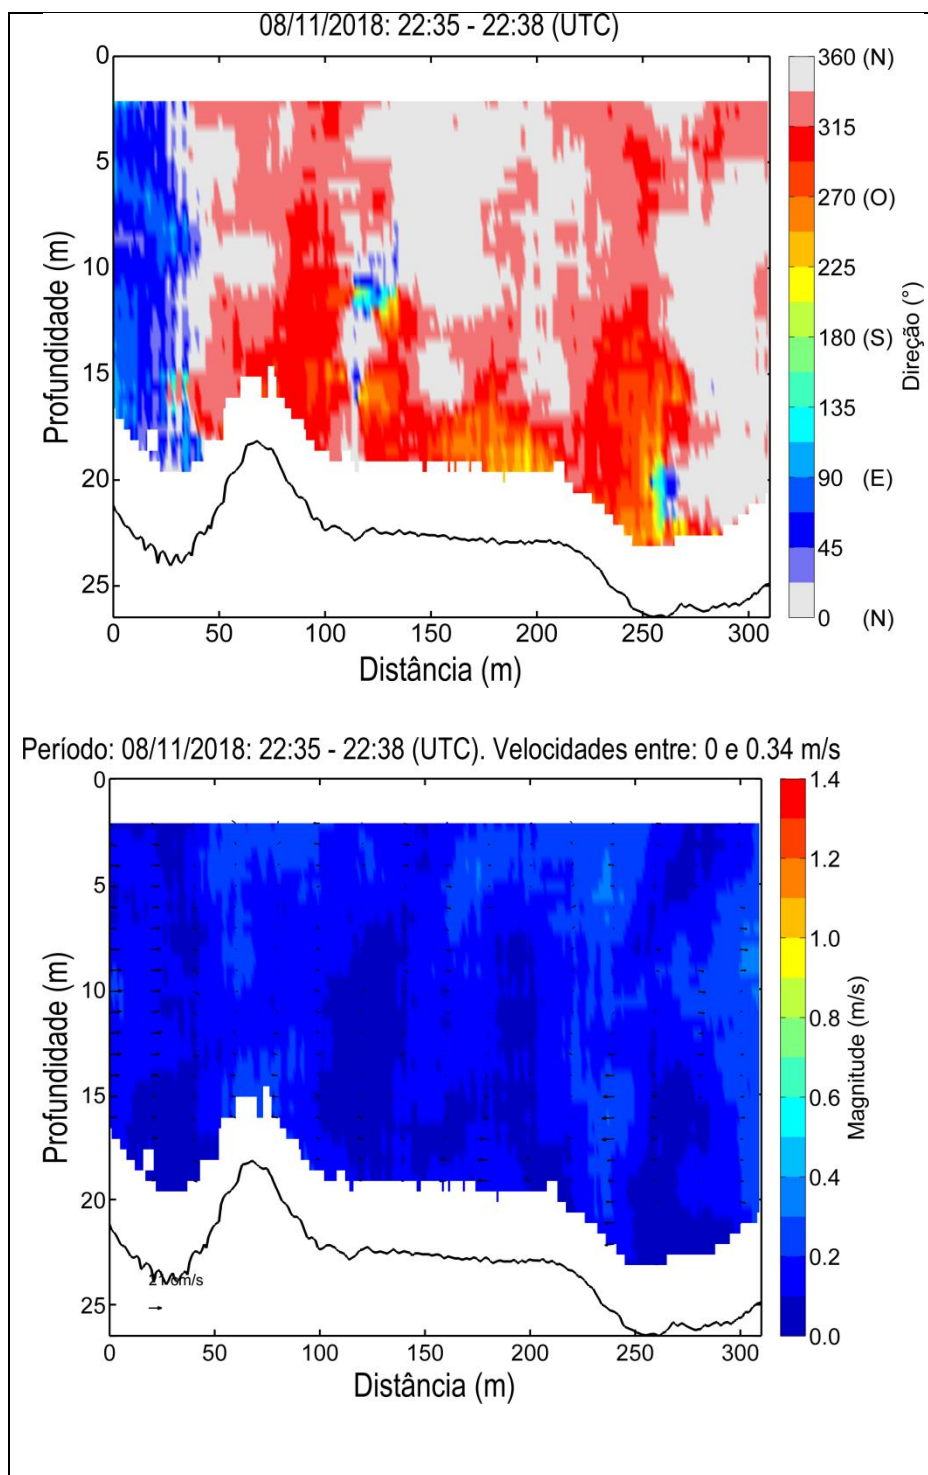 08/11/2018: 22:35 - 22:38 (UTC)
0
5
10
15
20
25
Profundidade (m)
0 50 100 150 200 250 300
Distância (m)
360 (N)
315
270 (O)
225
180 (S)
135
90 (E)
45
0 (N)
Direção (°)
Período: 08/11/2018: 22:35 - 22:38 (UTC). Velocidades entre: 0 e 0.34 m/s
0
5
10
15
20
25
Profundidade (m)
cm/s
0 50 100 150 200 250 300
Distância (m)
1.4
1.2
1.0
0.8
0.6
0.4
0.2
0.0
Magnitude (m/s)